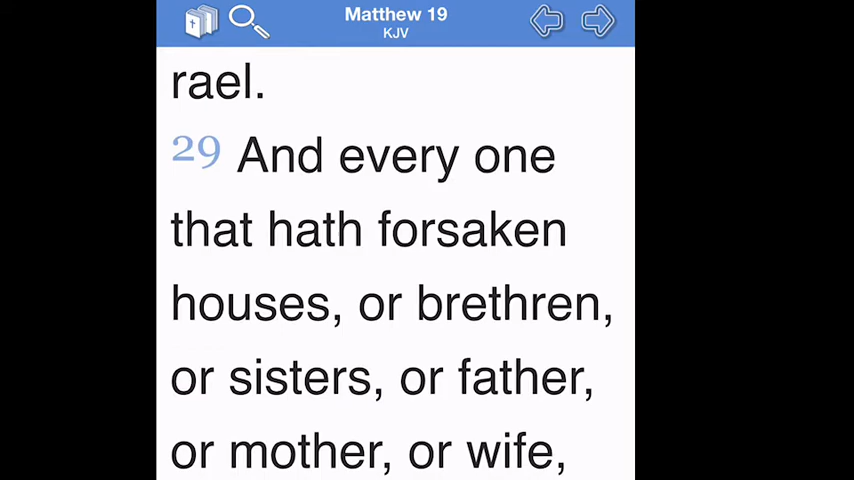 Matthew 19
KJV
rael.
29 And every one
that hath forsaken
houses, or brethren,
or sisters, or father,
or mother, or wife,